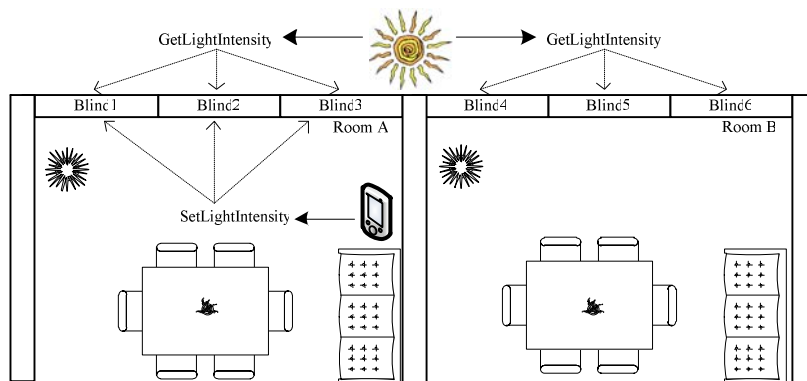 GetLightIntensity
GetLightIntensity
Blind1
Blind2
Blind3
Blind4
Blind5
Blind6
Room A
Room B
SetLightIntensity